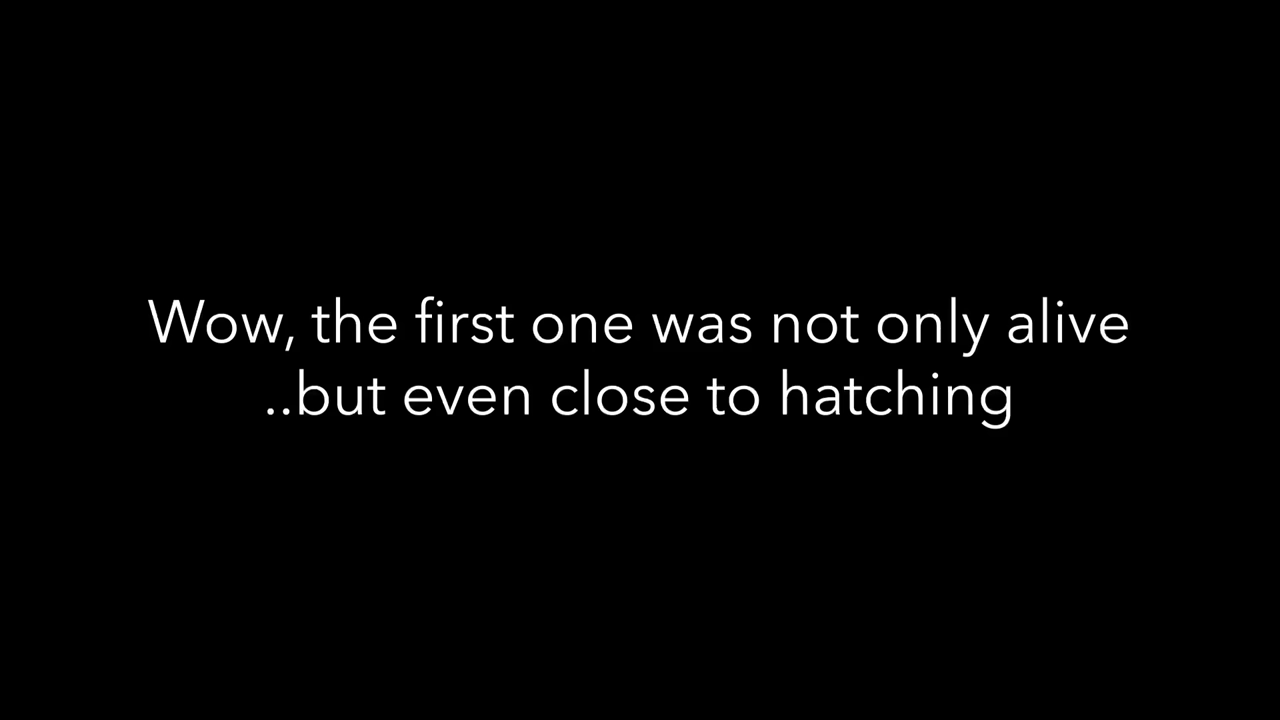 Wow, the first one was not only alive
..but even close to hatching